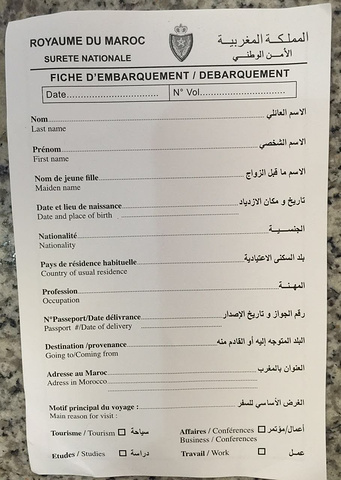 ROYAUME DU MAROC المملكة المغربية
SURETE NATIONALE الأمن الوطني
FICHE D'EMBARQUEMENT / DEBARQUEMENT
Date................................ N° Vol................................
Nom الاسم العائلي
Last name
Prénom الاسم الشخصي
First name
Nom de jeune fille الاسم ما قبل الزواج
Maiden name
Date et lieu de naissance تاريخ و مكان الازدياد
Date and place of birth
Nationalité الجنسيـــة
Nationality
Pays de résidence habituelle بلد السكنى الاعتيادية
Country of usual residence
Profession المهنـة
Occupation
N°Passeport/Date délivrance رقم الجواز و تاريخ الإصدار
Passport #/Date of delivery
Destination /provenance البلد المتوجه إليه أو القادم منه
Going to/Coming from
Adresse au Maroc العنوان بالمغرب
Adress in Morocco
Motif principal du voyage : الغرض الأساسي للسفر
Main reason for visit :
Tourisme / Tourism سياحة Affaires / Conférences أعمال/مؤتمر
Business / Conferences
Etudes / Studies دراسة Travail / Work عمـل